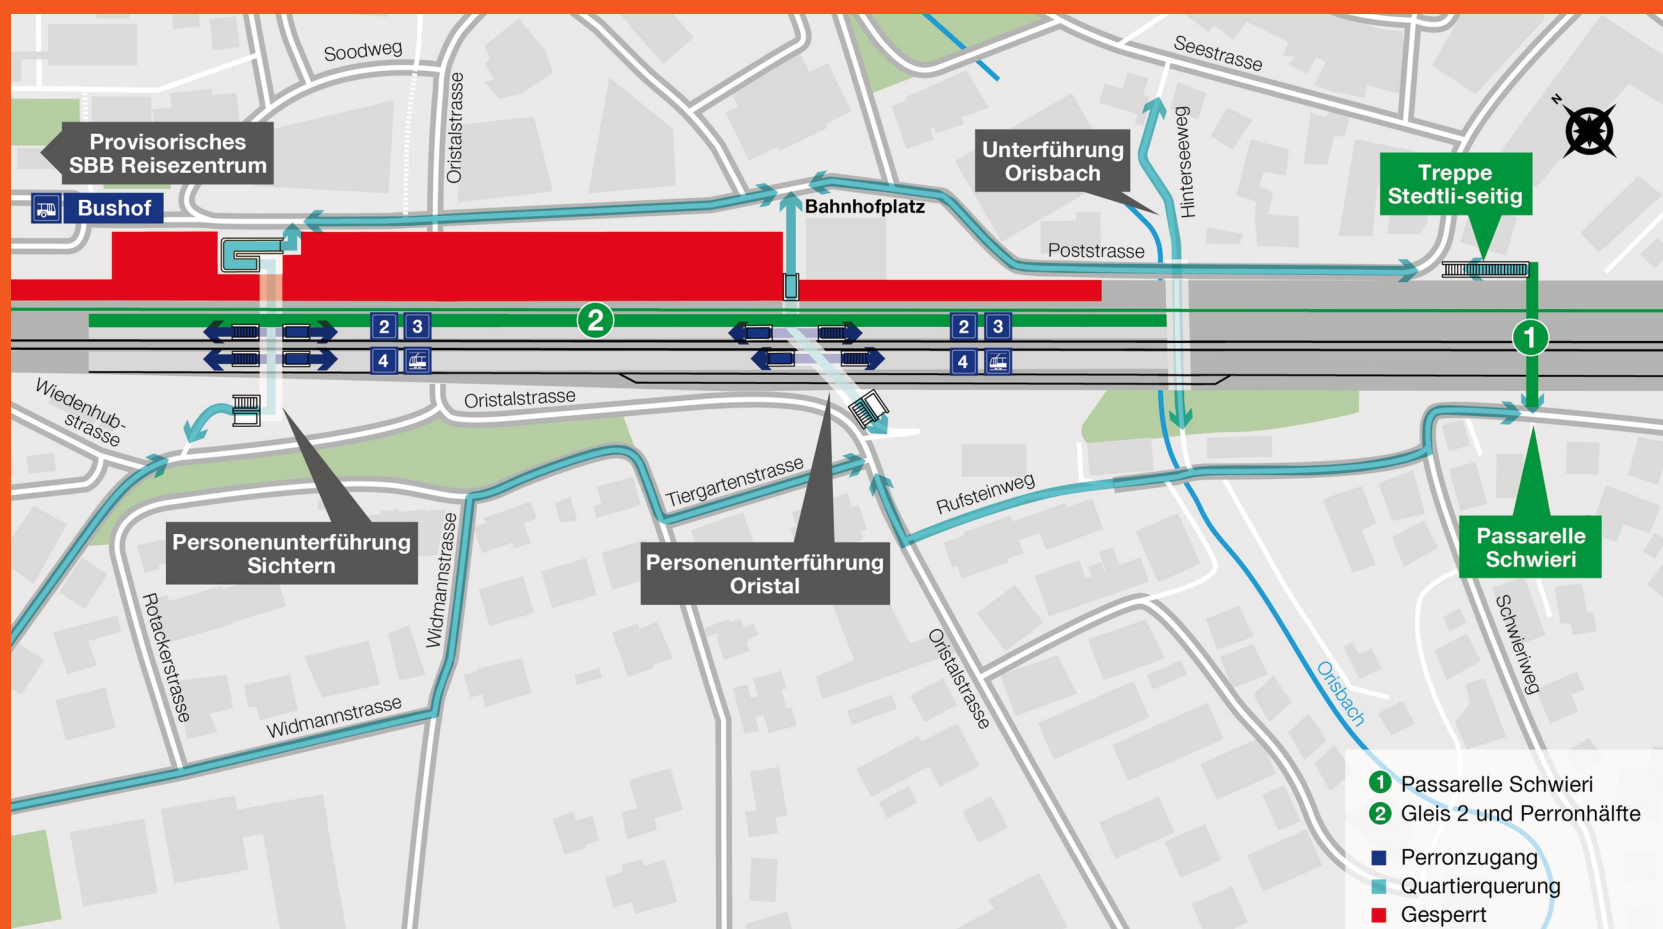 Soodweg
Oristalstrasse
Seestrasse
N
Provisorisches
SBB Reisezentrum
Bushof
Unterführung
Orisbach
Hinterseeweg
Treppe
Stedtli-seitig
Bahnhofplatz
Poststrasse
2
3
2
2
3
1
4
4
Wiedenhub-
strasse
Oristalstrasse
Tiergartenstrasse
Rufsteinweg
Personenunterführung
Sichtern
Widmannstrasse
Personenunterführung
Oristal
Passarelle
Schwieri
Rotackerstrasse
Widmannstrasse
Oristalstrasse
Orisbach
Schwieriweg
1 Passarelle Schwieri
2 Gleis 2 und Perronhälfte
Perronzugang
Quartierquerung
Gesperrt